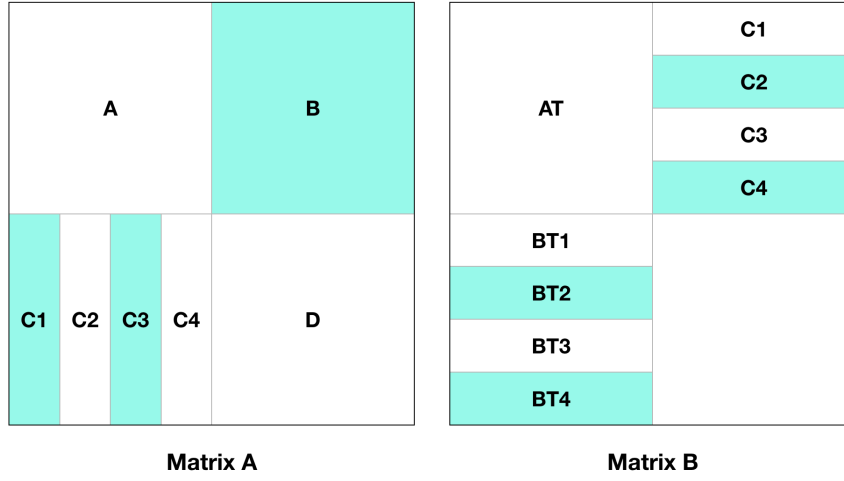 A
B
C1
C2
C3
C4
D
Matrix A
AT
C1
C2
C3
C4
BT1
BT2
BT3
BT4
Matrix B